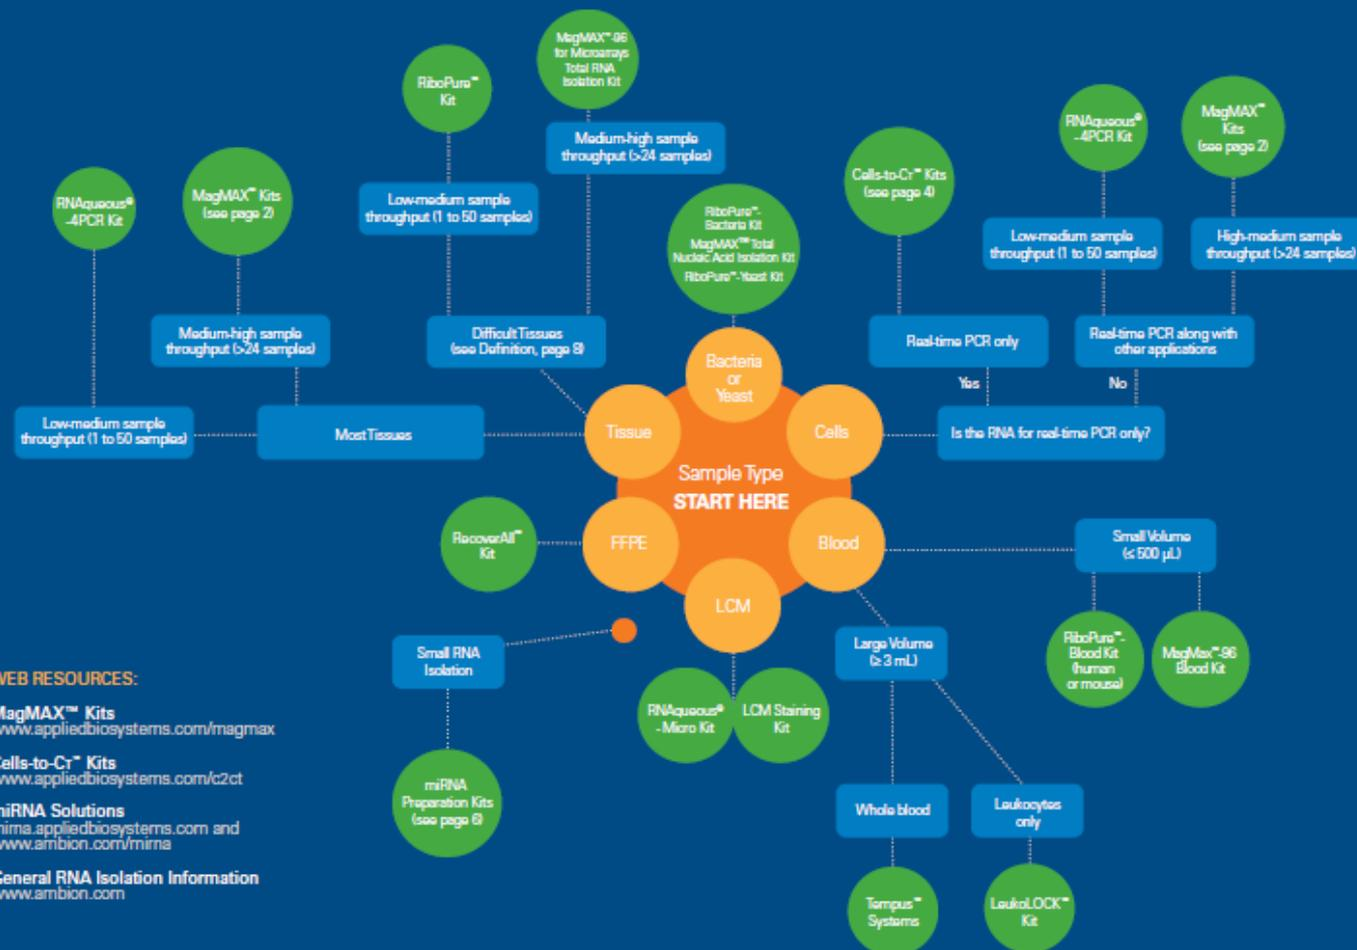 MagMAX™-96
for Microarrays
Total RNA
Isolation Kit
RiboPure™
Kit
Medium-high sample
throughput (>24 samples)
RNAqueous®
-4PCR Kit
MagMAX™
Kits
(see page 2)
Cells-to-CT™ Kits
(see page 4)
RNAqueous®
-4PCR Kit
MagMAX™ Kits
(see page 2)
Low-medium sample
throughput (1 to 50 samples)
RiboPure™-
Bacteria Kit
MagMAX™ Total
Nucleic Acid Isolation Kit
RiboPure™-Yeast Kit
Low-medium sample
throughput (1 to 50 samples)
High-medium sample
throughput (>24 samples)
Medium-high sample
throughput (>24 samples)
Difficult Tissues
(see Definition, page 8)
Real-time PCR only
Real-time PCR along with
other applications
Bacteria
or
Yeast
Yes
No
Low-medium sample
throughput (1 to 50 samples)
Most Tissues
Tissue
Cells
Is the RNA for real-time PCR only?
Sample Type
START HERE
RecoverAll™
Kit
FFPE
Blood
Small Volume
(≤ 500 µL)
LCM
Small RNA
Isolation
Large Volume
(≥ 3 mL)
RiboPure™-
Blood Kit
(human
or mouse)
MagMax™-96
Blood Kit
RNAqueous®
-Micro Kit
LCM Staining
Kit
miRNA
Preparation Kits
(see page 6)
Whole blood
Leukocytes
only
Tempus™
Systems
LeukoLOCK™
Kit
WEB RESOURCES:
MagMAX™ Kits
www.appliedbiosystems.com/magmax
Cells-to-CT™ Kits
www.appliedbiosystems.com/c2ct
miRNA Solutions
mirna.appliedbiosystems.com and
www.ambion.com/mirna
General RNA Isolation Information
www.ambion.com